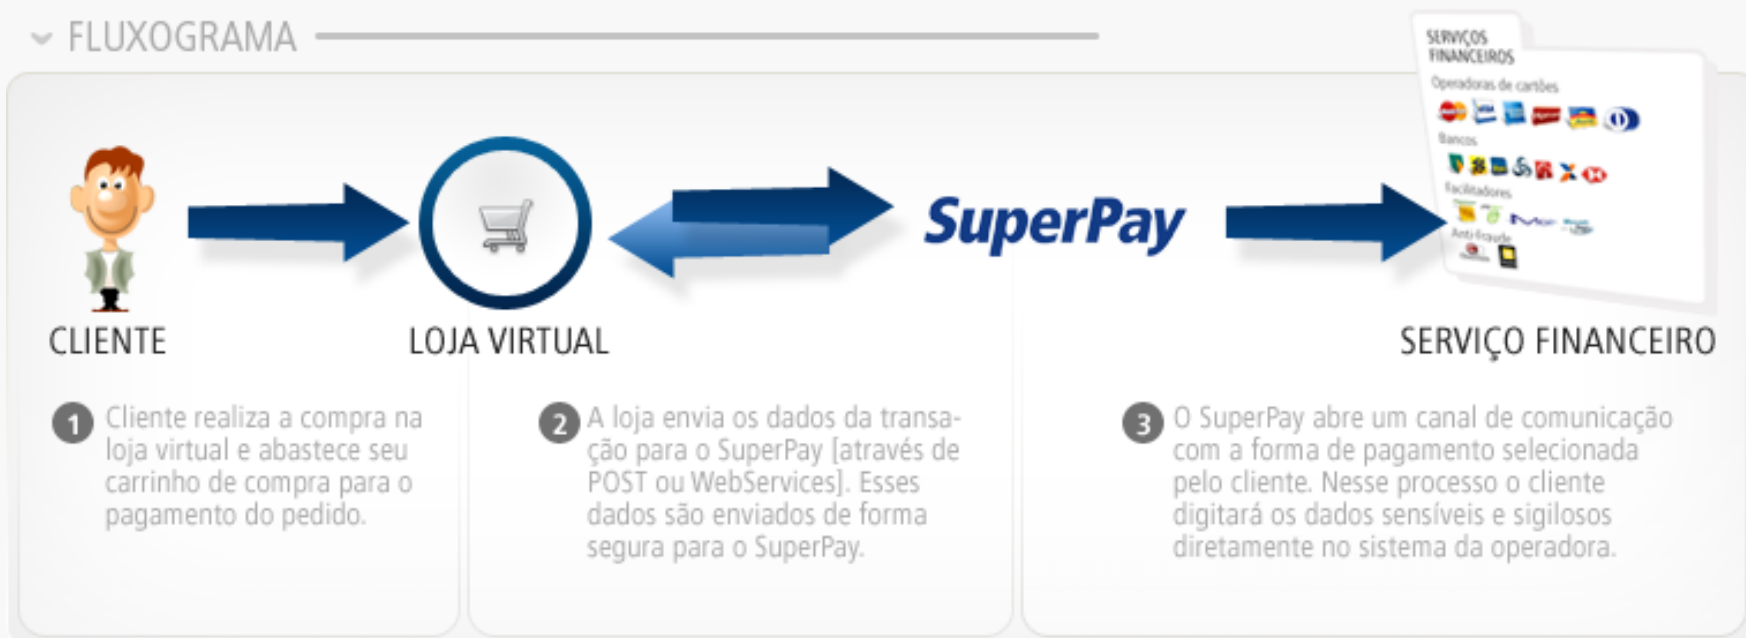 FLUXOGRAMA
SERVIÇOS
FINANCEIROS
Operadoras de cartões
VISA
Bancos
Facilitadores
Anti-Fraude
SuperPay
CLIENTE
LOJA VIRTUAL
SERVIÇO FINANCEIRO
1 Cliente realiza a compra na
loja virtual e abastece seu
carrinho de compra para o
pagamento do pedido.
2 A loja envia os dados da transa-
ção para o SuperPay [através de
POST ou WebServices]. Esses
dados são enviados de forma
segura para o SuperPay.
3 O SuperPay abre um canal de comunicação
com a forma de pagamento selecionada
pelo cliente. Nesse processo o cliente
digitará os dados sensíveis e sigilosos
diretamente no sistema da operadora.